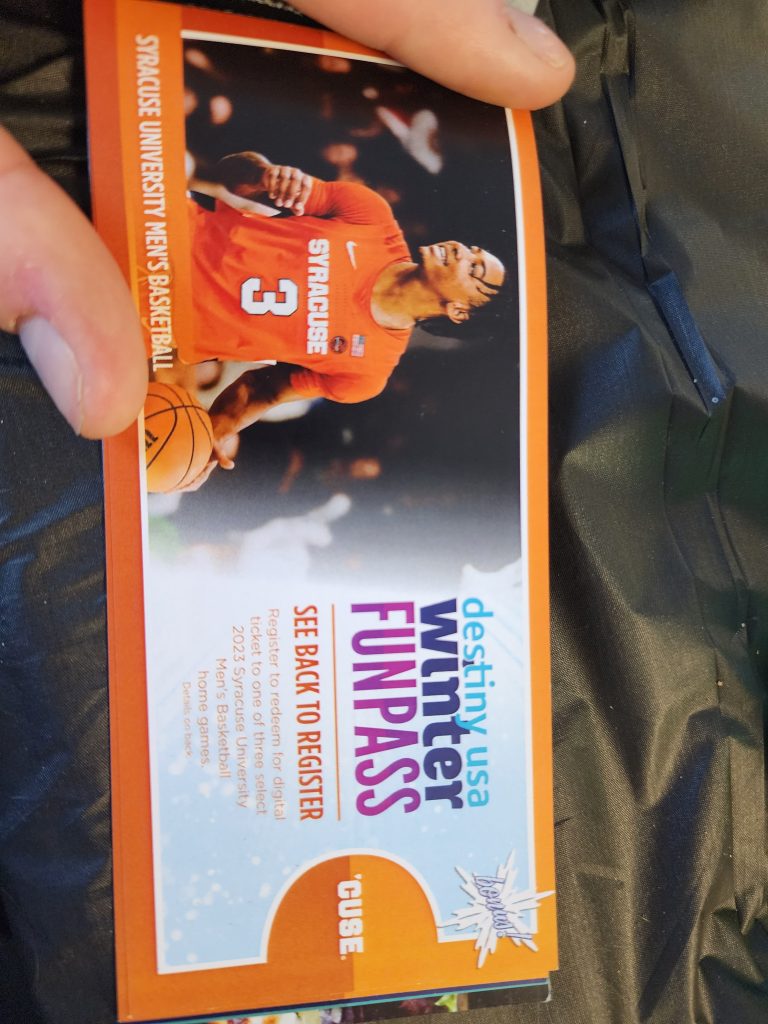 SYRACUSE UNIVERSITY MEN'S BASKETBALL
SYRACUSE
3
destiny usa
winter
FUNPASS
SEE BACK TO REGISTER
Register to redeem for digital
ticket to one of three select
2023 Syracuse University
Men's Basketball
home games.
Details on back
bonus!
'CUSE.